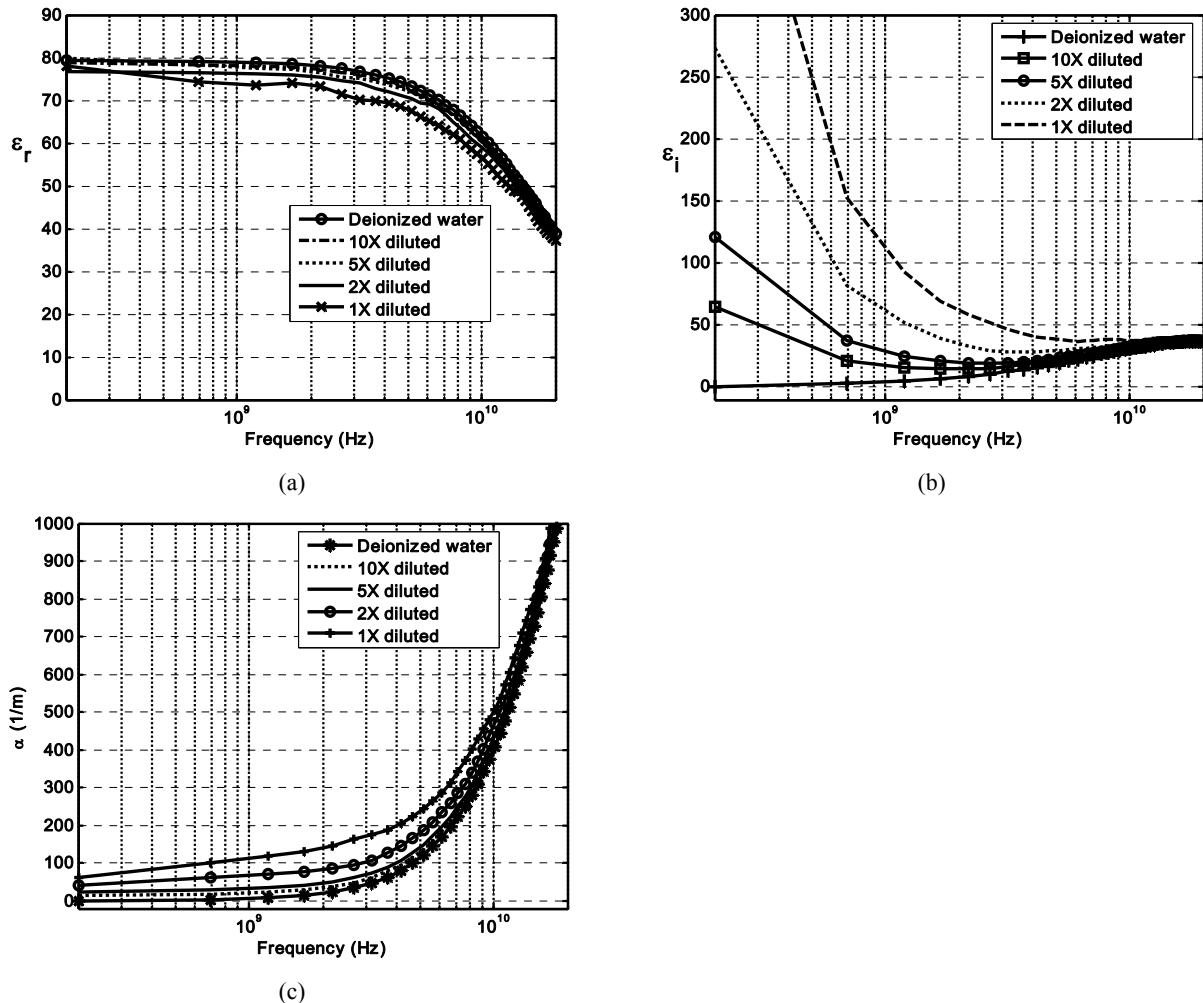 90
80
70
60
50
40
30
20
10
0
εr
Deionized water
10X diluted
5X diluted
2X diluted
1X diluted
10^9
10^10
Frequency (Hz)
(a)
300
250
200
150
100
50
0
εi
Deionized water
10X diluted
5X diluted
2X diluted
1X diluted
10^9
10^10
Frequency (Hz)
(b)
1000
900
800
700
600
500
400
300
200
100
0
α (1/m)
Deionized water
10X diluted
5X diluted
2X diluted
1X diluted
10^9
10^10
Frequency (Hz)
(c)